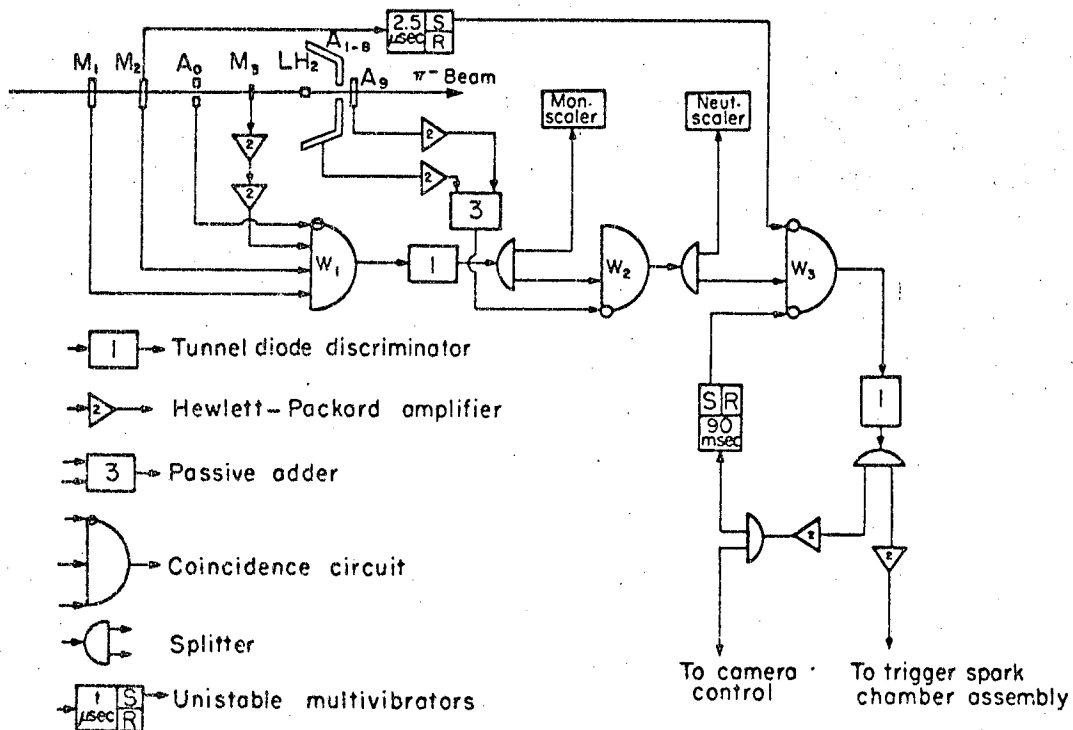 2.5 S
μsec R
A₁₋₈
M₁ M₂ A₀ M₃ LH₂ A₉ π⁻ Beam
2
2
2
2
3
Mon.
scaler
Neut-
scaler
W₁
1
W₂
W₃
1 Tunnel diode discriminator
2 Hewlett-Packard amplifier
3 Passive adder
Coincidence circuit
Splitter
t S
μsec R
Unistable multivibrators
S R
90
msec
1
2
2
To camera
control
To trigger spark
chamber assembly